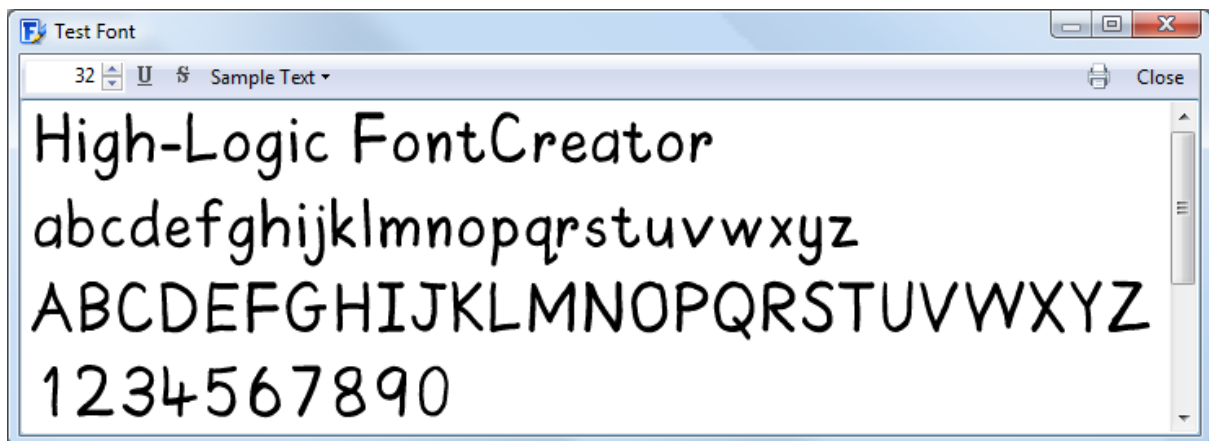 Test Font
32 U S Sample Text Close
High-Logic FontCreator
abcdefghijklmnopqrstuvwxyz
ABCDEFGHIJKLMNOPQRSTUVWXYZ
1234567890